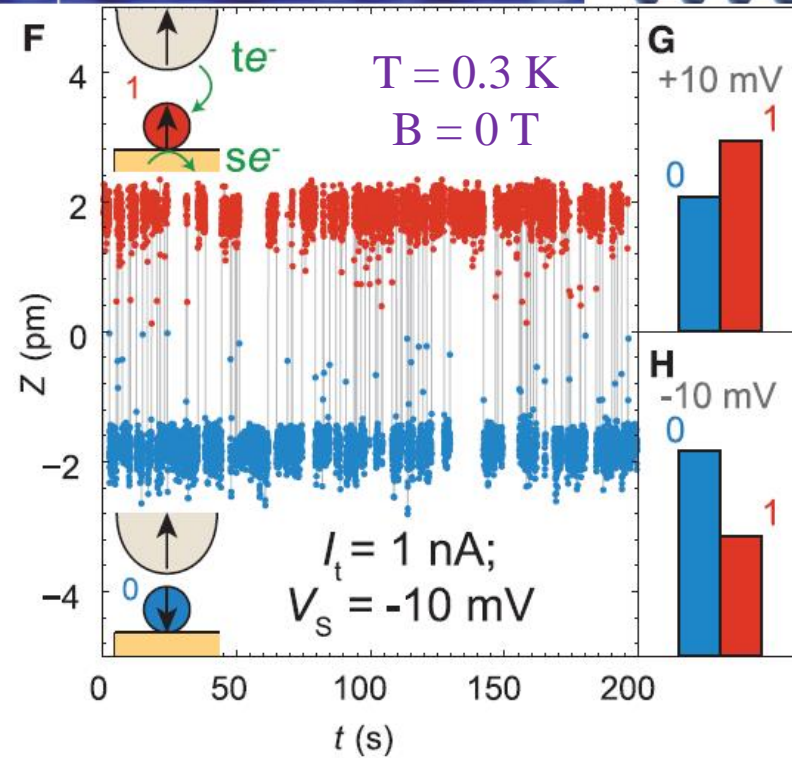 F
4
2
0
−2
−4
Z (pm)
1
te⁻
se⁻
T = 0.3 K
B = 0 T
0
I_t = 1 nA;
V_S = -10 mV
0 50 100 150 200
t (s)
G
+10 mV
1
0
H
-10 mV
0
1